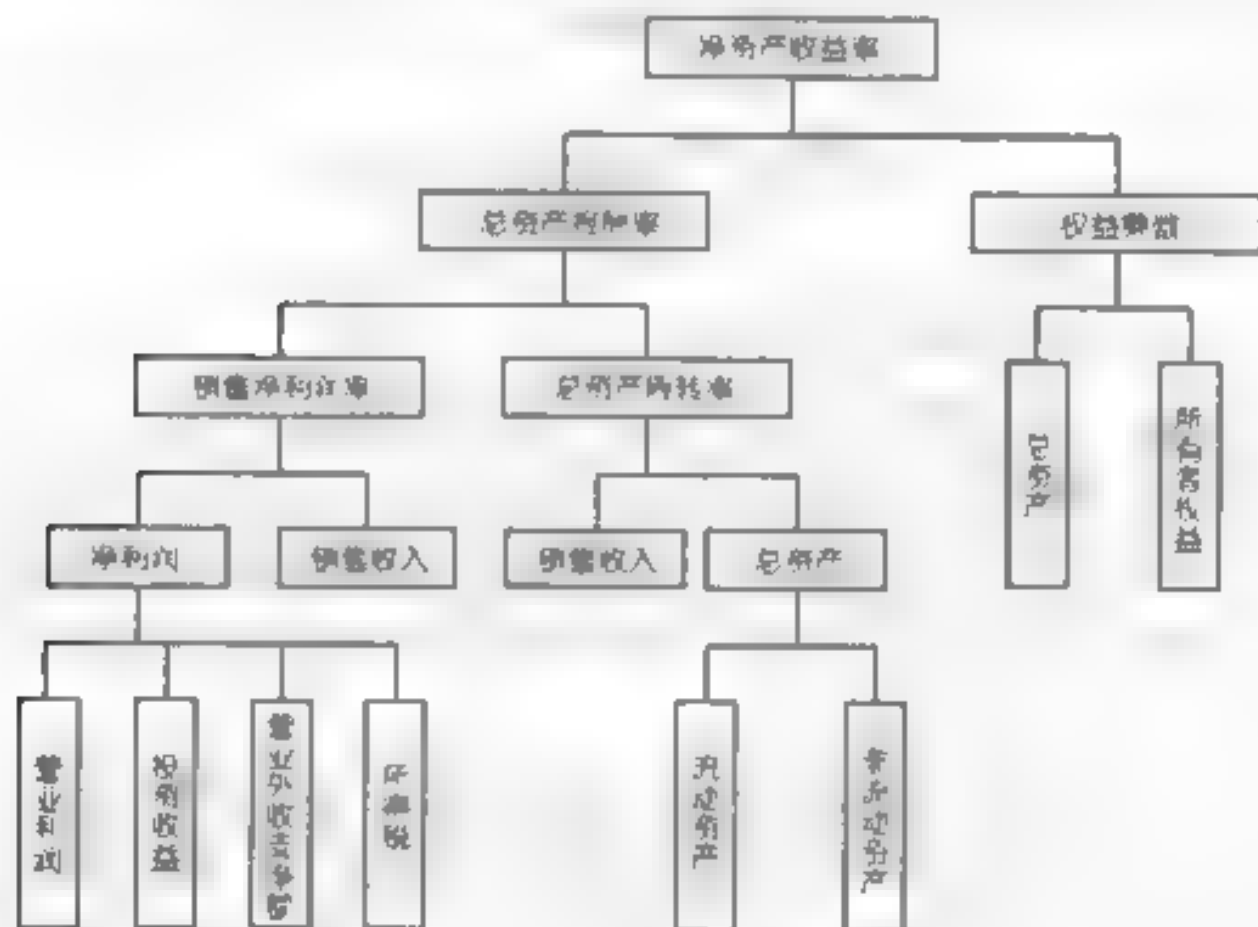 净资产收益率
总资产利润率
权益乘数
销售净利润率
总资产周转率
总资产
所有者权益
净利润
销售收入
销售收入
总资产
营业利润
投资收益
营业外收支净额
所得税
流动资产
非流动资产